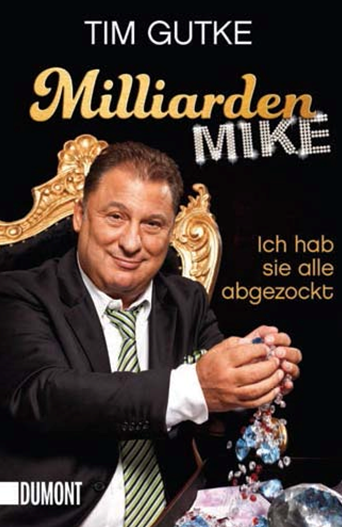 TIM GUTKE
Milliarden
MIKE
Ich hab
sie alle
abgezockt
DUMONT